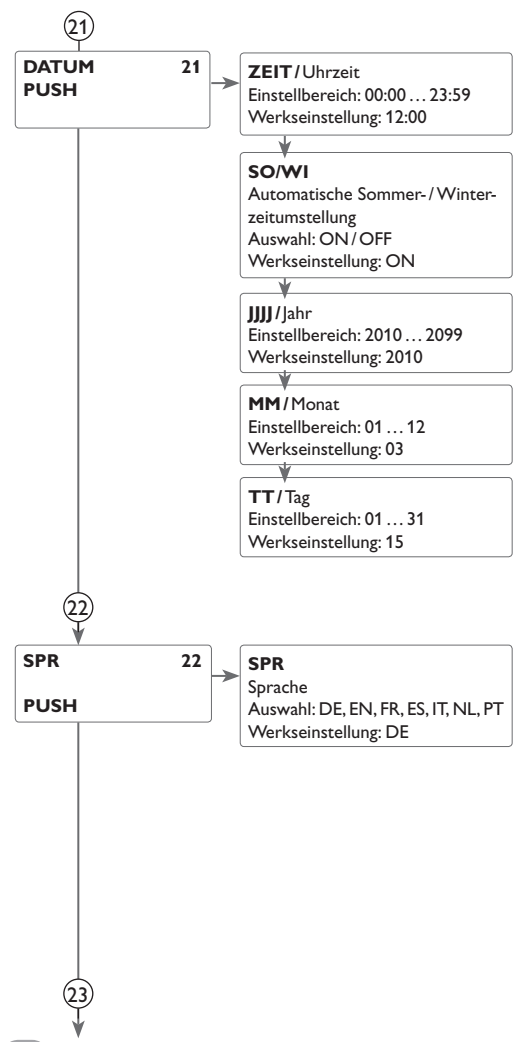 21
DATUM 21
PUSH
ZEIT / Uhrzeit
Einstellbereich: 00:00 … 23:59
Werkseinstellung: 12:00
SO/WI
Automatische Sommer- / Winter-
zeitumstellung
Auswahl: ON / OFF
Werkseinstellung: ON
JJJJ / Jahr
Einstellbereich: 2010 … 2099
Werkseinstellung: 2010
MM / Monat
Einstellbereich: 01 … 12
Werkseinstellung: 03
TT / Tag
Einstellbereich: 01 … 31
Werkseinstellung: 15
22
SPR 22
PUSH
SPR
Sprache
Auswahl: DE, EN, FR, ES, IT, NL, PT
Werkseinstellung: DE
23